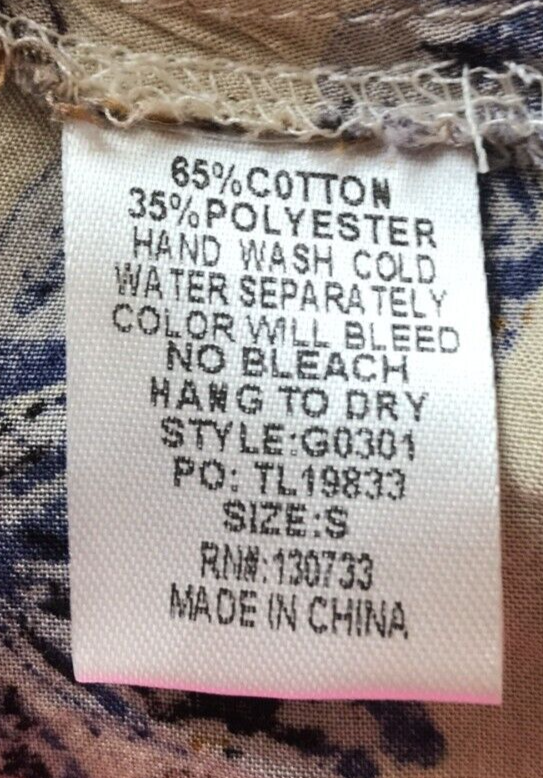 65%COTTON
35%POLYESTER
HAND WASH COLD
WATER SEPARATELY
COLOR WILL BLEED
NO BLEACH
HANG TO DRY
STYLE:G0301
PO: TL19833
SIZE:S
RN#:130733
MADE IN CHINA